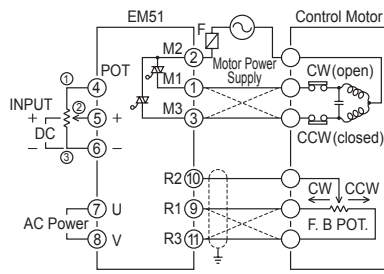 EM51
Control Motor
F
M2 2
Motor Power
Supply
POT
① 4
M1 1
CW (open)
INPUT
② 5 +
+
DC
M3 3
−
③ 6 −
CCW (closed)
R2 10
7 U
R1 9
CW CCW
AC Power
8 V
R3 11
F. B POT.